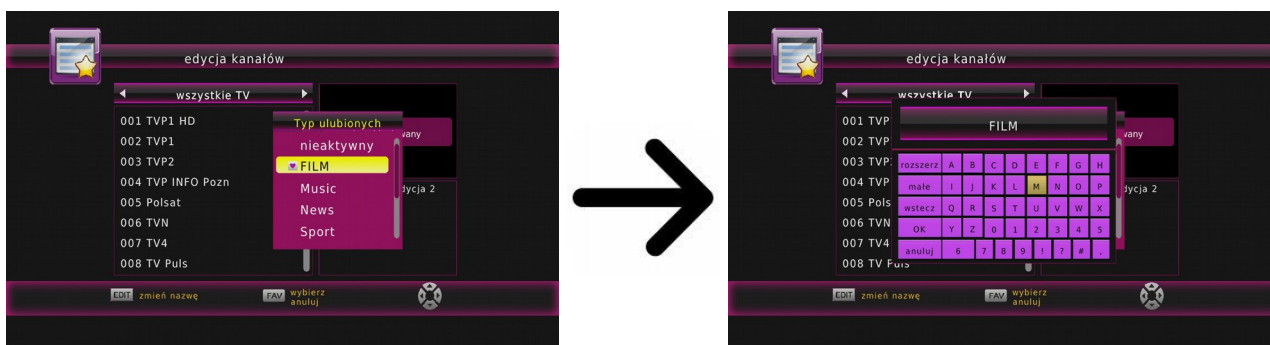 edycja kanałów
wszystkie TV
001 TVP1 HD
002 TVP1
003 TVP2
004 TVP INFO Pozn
005 Polsat
006 TVN
007 TV4
008 TV Puls
Typ ulubionych
nieaktywny
FILM
Music
News
Sport
wany
dycja 2
EDIT zmień nazwę
FAV wybierz
anuluj
edycja kanałów
wszystkie TV
001 TVP
002 TVP
003 TVP
004 TVP
005 Pols
006 TVN
007 TV4
008 TV Puls
FILM
rozszerz A B C D E F G H
małe I J K L M N O P
wstecz Q R S T U V W X
OK Y Z 0 1 2 3 4 5
anuluj 6 7 8 9 ! ? # .
wany
dycja 2
EDIT zmień nazwę
FAV wybierz
anuluj